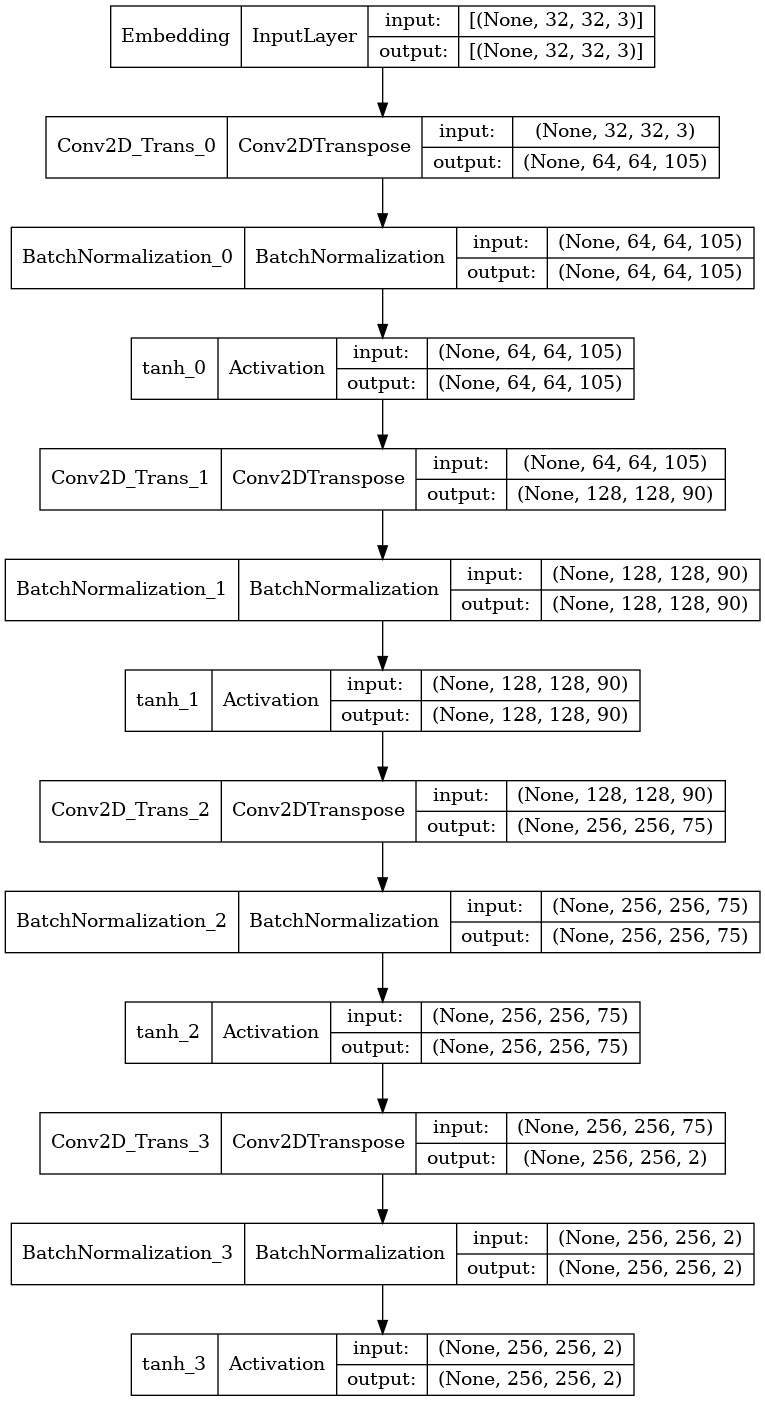 Embedding InputLayer input: [(None, 32, 32, 3)]
output: [(None, 32, 32, 3)]
Conv2D_Trans_0 Conv2DTranspose input: (None, 32, 32, 3)
output: (None, 64, 64, 105)
BatchNormalization_0 BatchNormalization input: (None, 64, 64, 105)
output: (None, 64, 64, 105)
tanh_0 Activation input: (None, 64, 64, 105)
output: (None, 64, 64, 105)
Conv2D_Trans_1 Conv2DTranspose input: (None, 64, 64, 105)
output: (None, 128, 128, 90)
BatchNormalization_1 BatchNormalization input: (None, 128, 128, 90)
output: (None, 128, 128, 90)
tanh_1 Activation input: (None, 128, 128, 90)
output: (None, 128, 128, 90)
Conv2D_Trans_2 Conv2DTranspose input: (None, 128, 128, 90)
output: (None, 256, 256, 75)
BatchNormalization_2 BatchNormalization input: (None, 256, 256, 75)
output: (None, 256, 256, 75)
tanh_2 Activation input: (None, 256, 256, 75)
output: (None, 256, 256, 75)
Conv2D_Trans_3 Conv2DTranspose input: (None, 256, 256, 75)
output: (None, 256, 256, 2)
BatchNormalization_3 BatchNormalization input: (None, 256, 256, 2)
output: (None, 256, 256, 2)
tanh_3 Activation input: (None, 256, 256, 2)
output: (None, 256, 256, 2)